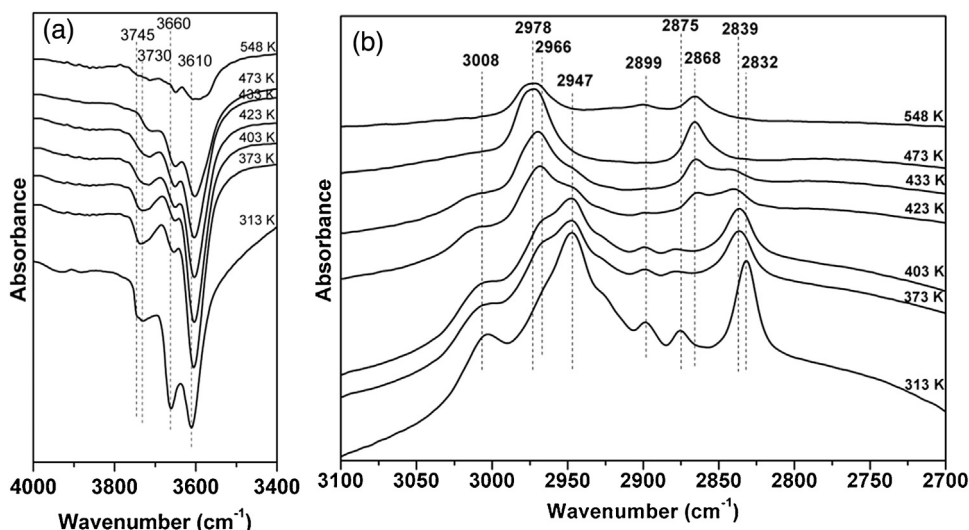 (a)
3660
3745
3730
3610
548 K
473 K
433 K
423 K
403 K
373 K
313 K
Absorbance
4000 3800 3600 3400
Wavenumber (cm-1)
(b)
2978 2875 2839
3008 2966 2947 2899 2868 2832
548 K
473 K
433 K
423 K
403 K
373 K
313 K
Absorbance
3100 3050 3000 2950 2900 2850 2800 2750 2700
Wavenumber (cm-1)